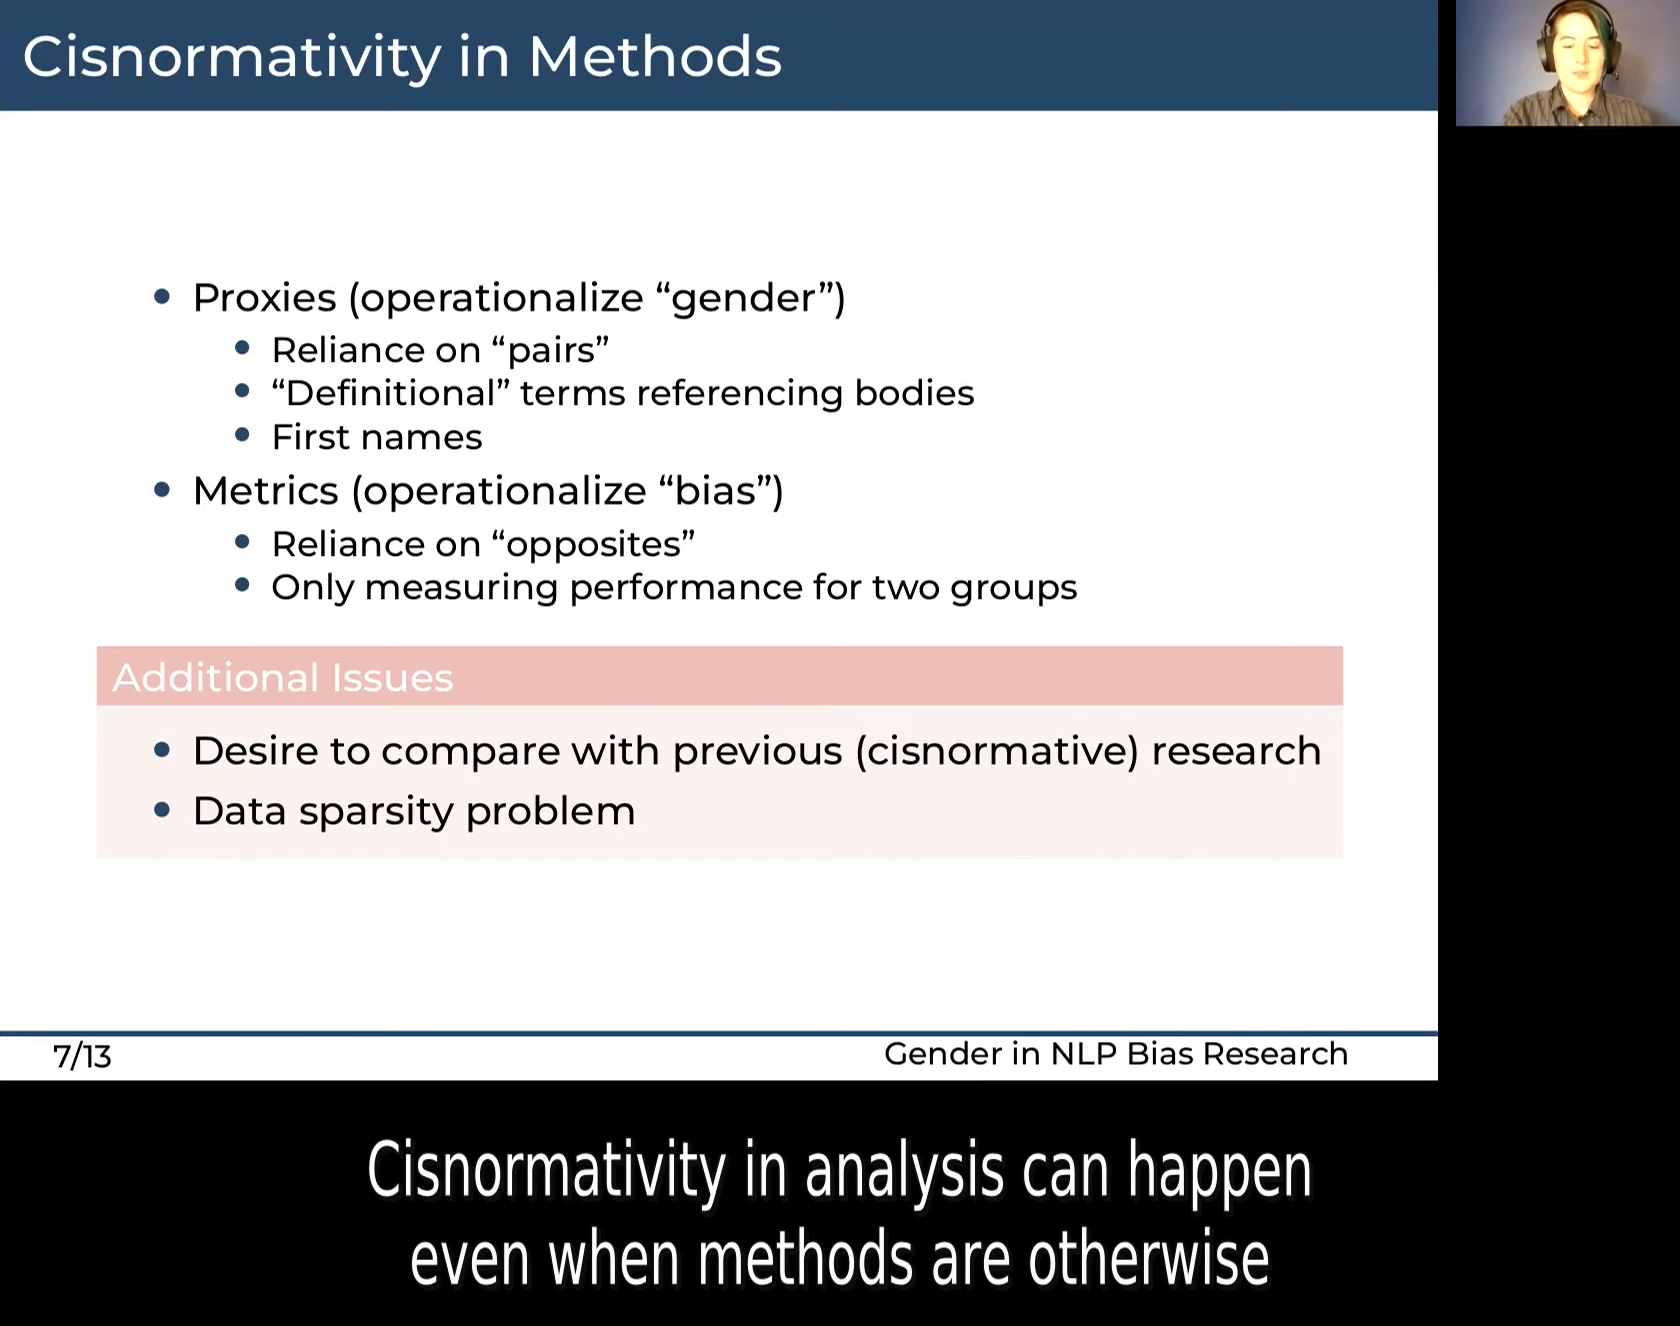 Cisnormativity in Methods
Proxies (operationalize “gender”)
Reliance on “pairs”
“Definitional” terms referencing bodies
First names
Metrics (operationalize “bias”)
Reliance on “opposites”
Only measuring performance for two groups
Additional Issues
Desire to compare with previous (cisnormative) research
Data sparsity problem
7/13
Gender in NLP Bias Research
Cisnormativity in analysis can happen
even when methods are otherwise